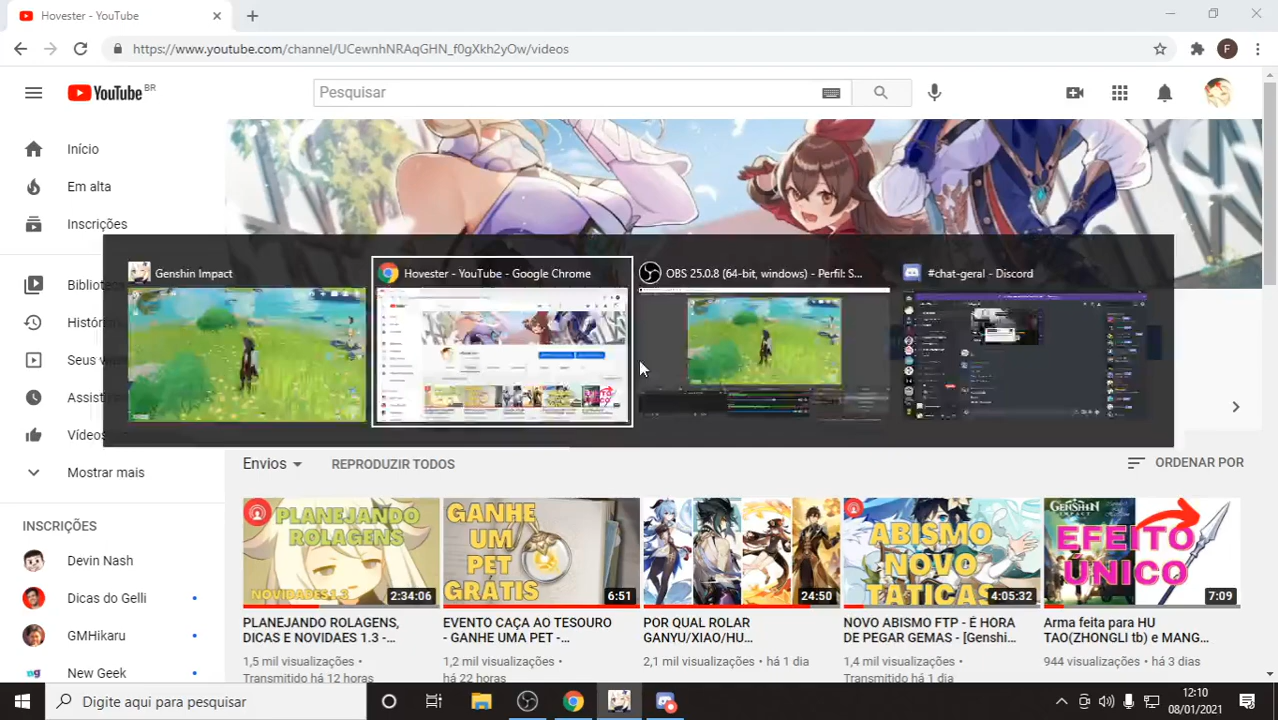 Hovester - YouTube
https://www.youtube.com/channel/UCewnhNRAqGHN_f0gXkh2yOw/videos
F
YouTube BR
Pesquisar
Início
Em alta
Inscrições
Genshin Impact
Hovester - YouTube - Google Chrome
OBS 25.0.8 (64-bit, windows) - Perfil: S...
#chat-geral - Discord
Mostrar mais
Envios
REPRODUZIR TODOS
ORDENAR POR
INSCRIÇÕES
Devin Nash
Dicas do Gelli
GMHikaru
New Geek
PLANEJANDO
ROLAGENS
NOVIDADES 1.3
2:34:06
PLANEJANDO ROLAGENS,
DICAS E NOVIDAES 1.3 -...
1,5 mil visualizações •
Transmitido há 12 horas
GANHE
UM
PET
GRÁTIS
6:51
EVENTO CAÇA AO TESOURO
- GANHE UMA PET -...
1,2 mil visualizações •
há 22 horas
24:50
POR QUAL ROLAR
GANYU/XIAO/HU...
2,1 mil visualizações • há 1 dia
ABISMO
NOVO
TATICAS
4:05:32
NOVO ABISMO FTP - É HORA
DE PEGAR GEMAS - [Genshi...
1,4 mil visualizações •
Transmitido há 1 dia
GENSHIN
IMPACT
EFEITO
ÚNICO
7:09
Arma feita para HU
TAO(ZHONGLI tb) e MANG...
944 visualizações • há 3 dias
Digite aqui para pesquisar
12:10
08/01/2021